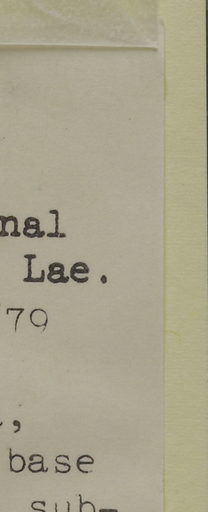 nal
Lae.
79
,
base
sub-